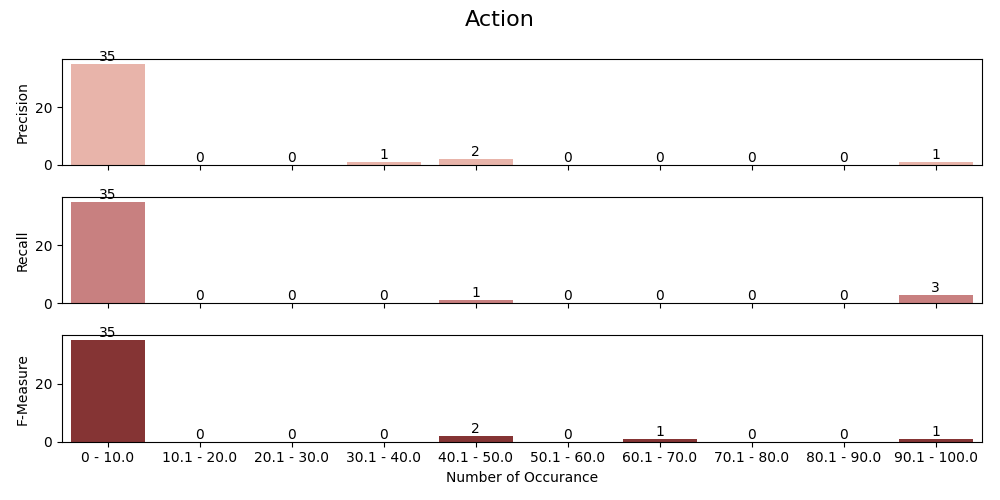 Action
Precision
20
0
35 0 0 1 2 0 0 0 0 1
Recall
20
0
35 0 0 0 1 0 0 0 0 3
F-Measure
20
0
35 0 0 0 2 0 1 0 0 1
0 - 10.0 10.1 - 20.0 20.1 - 30.0 30.1 - 40.0 40.1 - 50.0 50.1 - 60.0 60.1 - 70.0 70.1 - 80.0 80.1 - 90.0 90.1 - 100.0
Number of Occurance